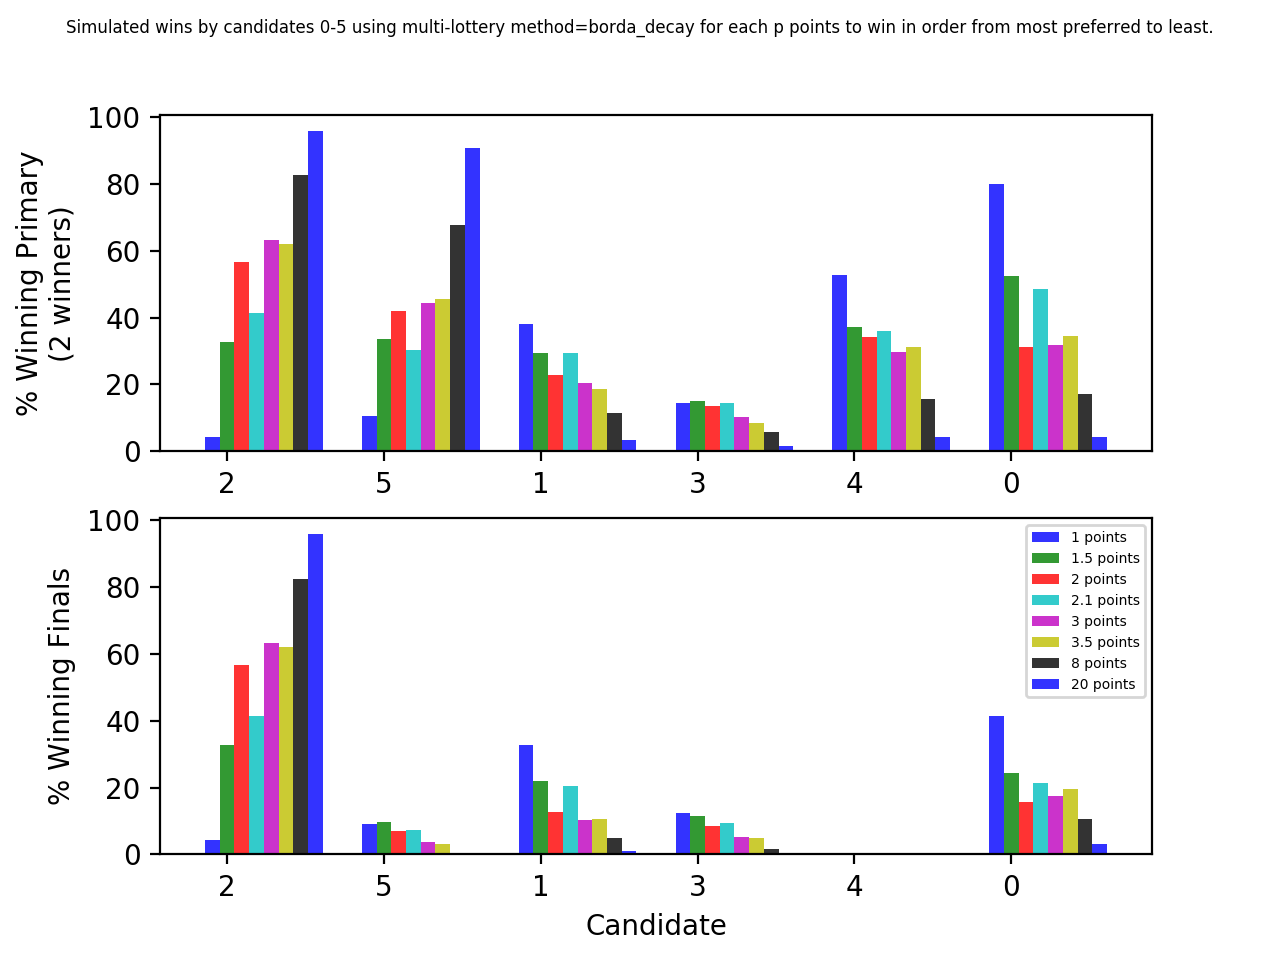 Simulated wins by candidates 0-5 using multi-lottery method=borda_decay for each p points to win in order from most preferred to least.
% Winning Primary
(2 winners)
100
80
60
40
20
0
2 5 1 3 4 0
% Winning Finals
100
80
60
40
20
0
1 points
1.5 points
2 points
2.1 points
3 points
3.5 points
8 points
20 points
2 5 1 3 4 0
Candidate